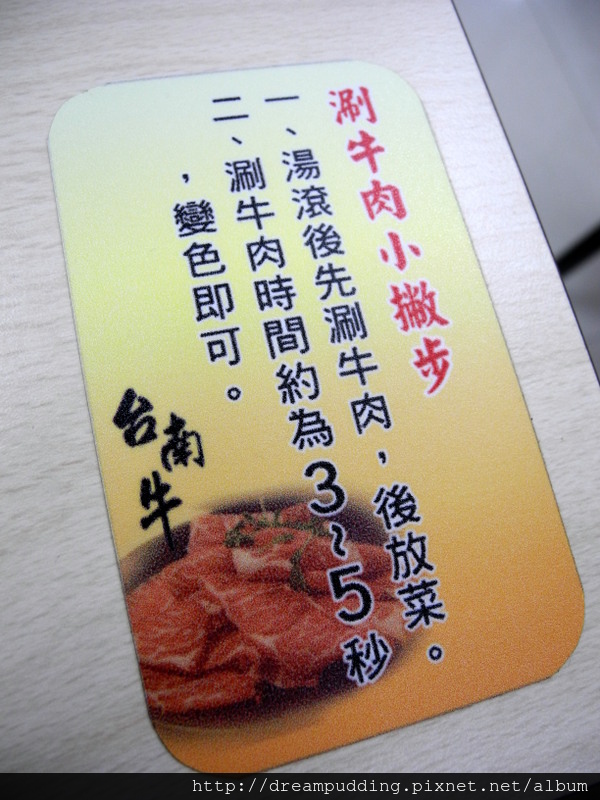 涮牛肉小撇步
一、湯滾後先涮牛肉，後放菜。
二、涮牛肉時間約為3~5秒
，變色即可。
台南牛
http://dreampudding.pixnet.net/album